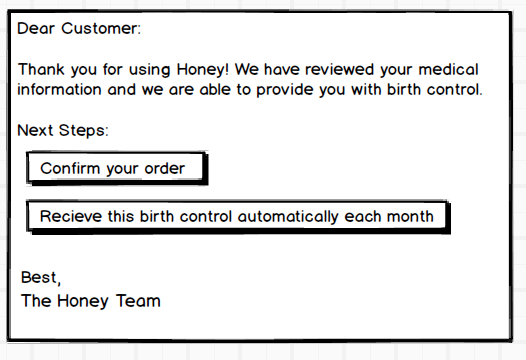 Dear Customer:
Thank you for using Honey! We have reviewed your medical
information and we are able to provide you with birth control.
Next Steps:
Confirm your order
Recieve this birth control automatically each month
Best,
The Honey Team